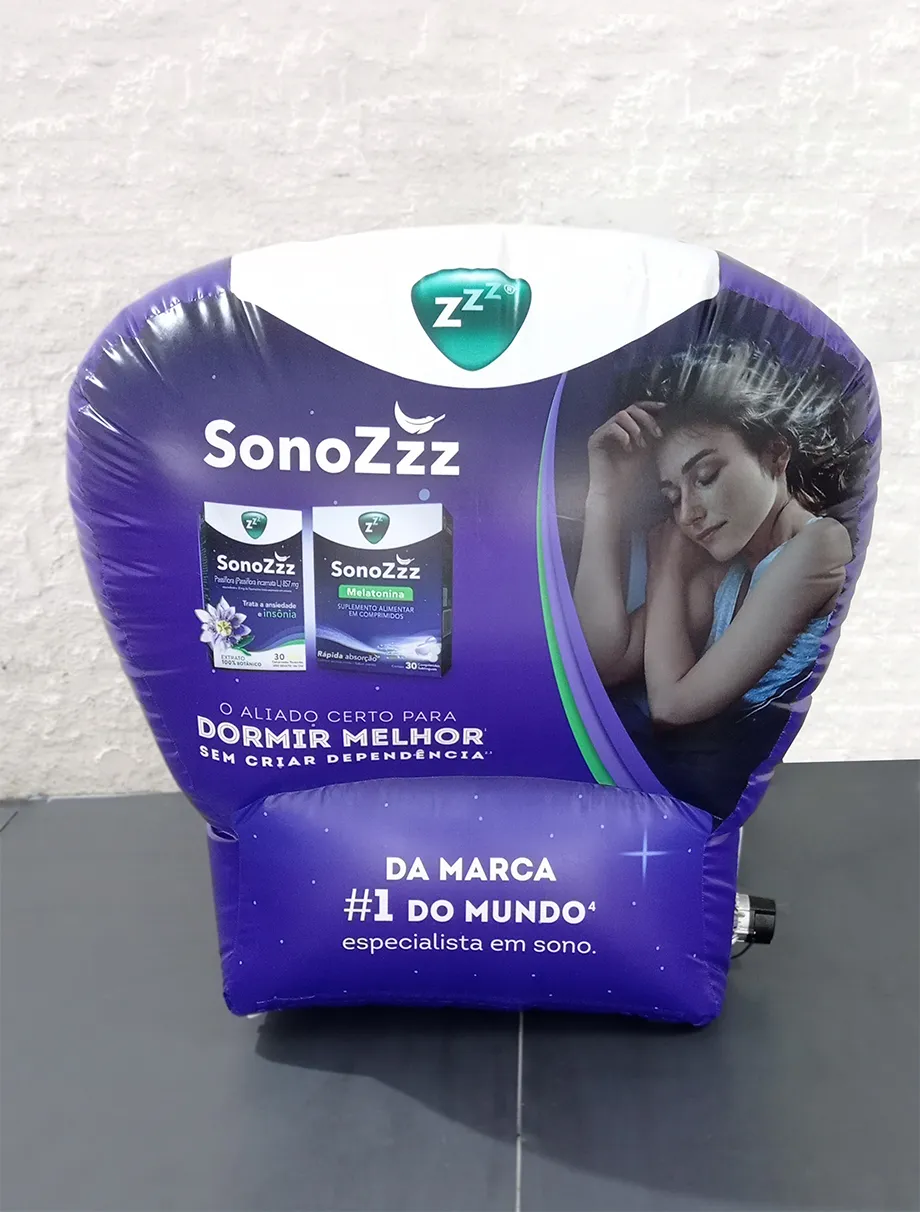 zzz®
SonoZzz
zzz
SonoZzz
Passiflora (Passiflora incarnata L.) 857 mg
Trata a ansiedade
e insônia
EXTRATO
100% BOTÂNICO
30
zzz
SonoZzz
Melatonina
SUPLEMENTO ALIMENTAR
EM COMPRIMIDOS
Rápida absorção
30
O ALIADO CERTO PARA
DORMIR MELHOR
SEM CRIAR DEPENDÊNCIA
DA MARCA
#1 DO MUNDO⁴
especialista em sono.